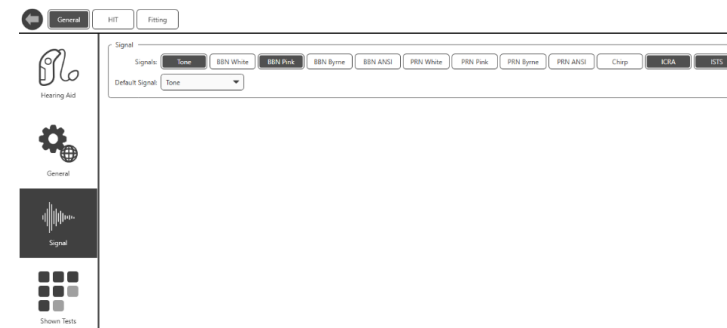 General HIT Fitting
Hearing Aid
General
Signal
Shown Tests
Signal
Signals: Tone BBN White BBN Pink BBN Byrne BBN ANSI PRN White PRN Pink PRN Byrne PRN ANSI Chirp ICRA ISTS
Default Signal: Tone